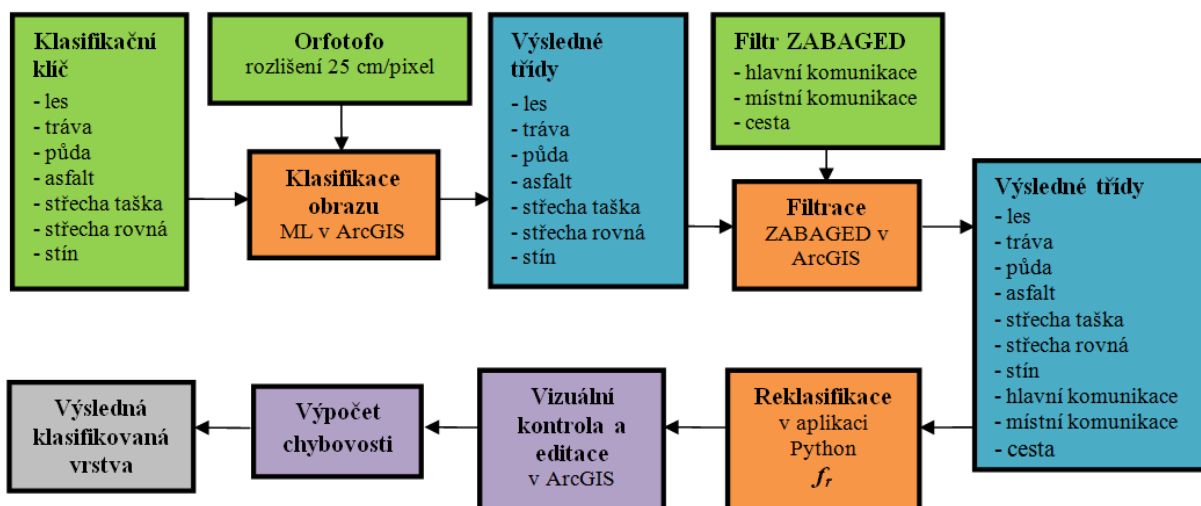 Klasifikační
klíč
- les
- tráva
- půda
- asfalt
- střecha taška
- střecha rovná
- stín
Orfotofo
rozlišení 25 cm/pixel
Klasifikace
obrazu
ML v ArcGIS
Výsledné
třídy
- les
- tráva
- půda
- asfalt
- střecha taška
- střecha rovná
- stín
Filtr ZABAGED
- hlavní komunikace
- místní komunikace
- cesta
Filtrace
ZABAGED v
ArcGIS
Výsledné třídy
- les
- tráva
- půda
- asfalt
- střecha taška
- střecha rovná
- stín
- hlavní komunikace
- místní komunikace
- cesta
Reklasifikace
v aplikaci
Python
fr
Vizuální
kontrola a
editace
v ArcGIS
Výpočet
chybovosti
Výsledná
klasifikovaná
vrstva